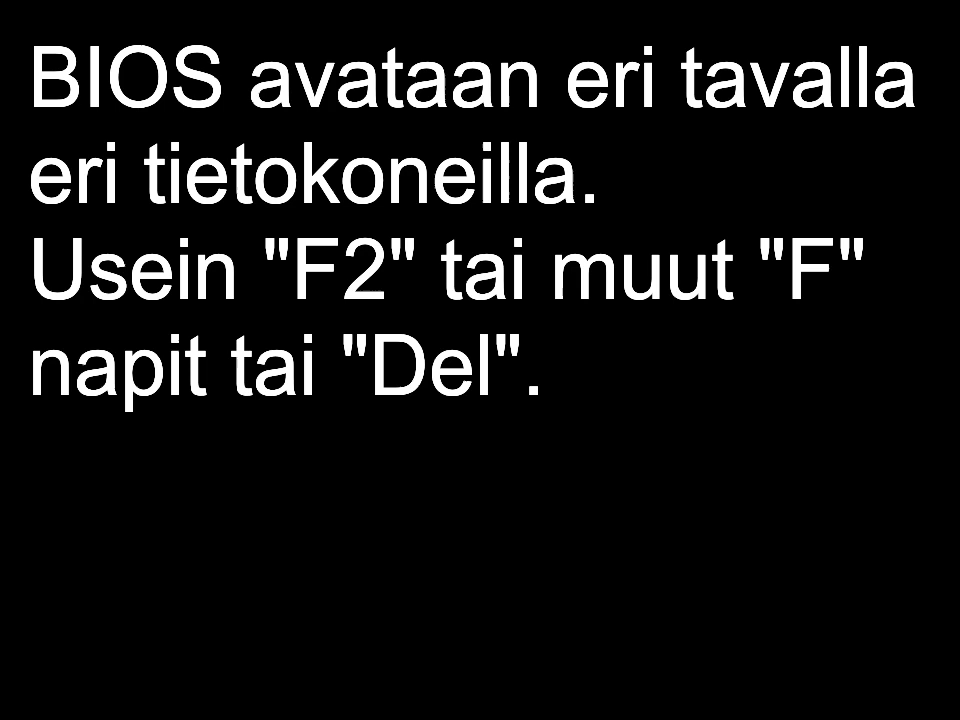 BIOS avataan eri tavalla
eri tietokoneilla.
Usein "F2" tai muut "F"
napit tai "Del".